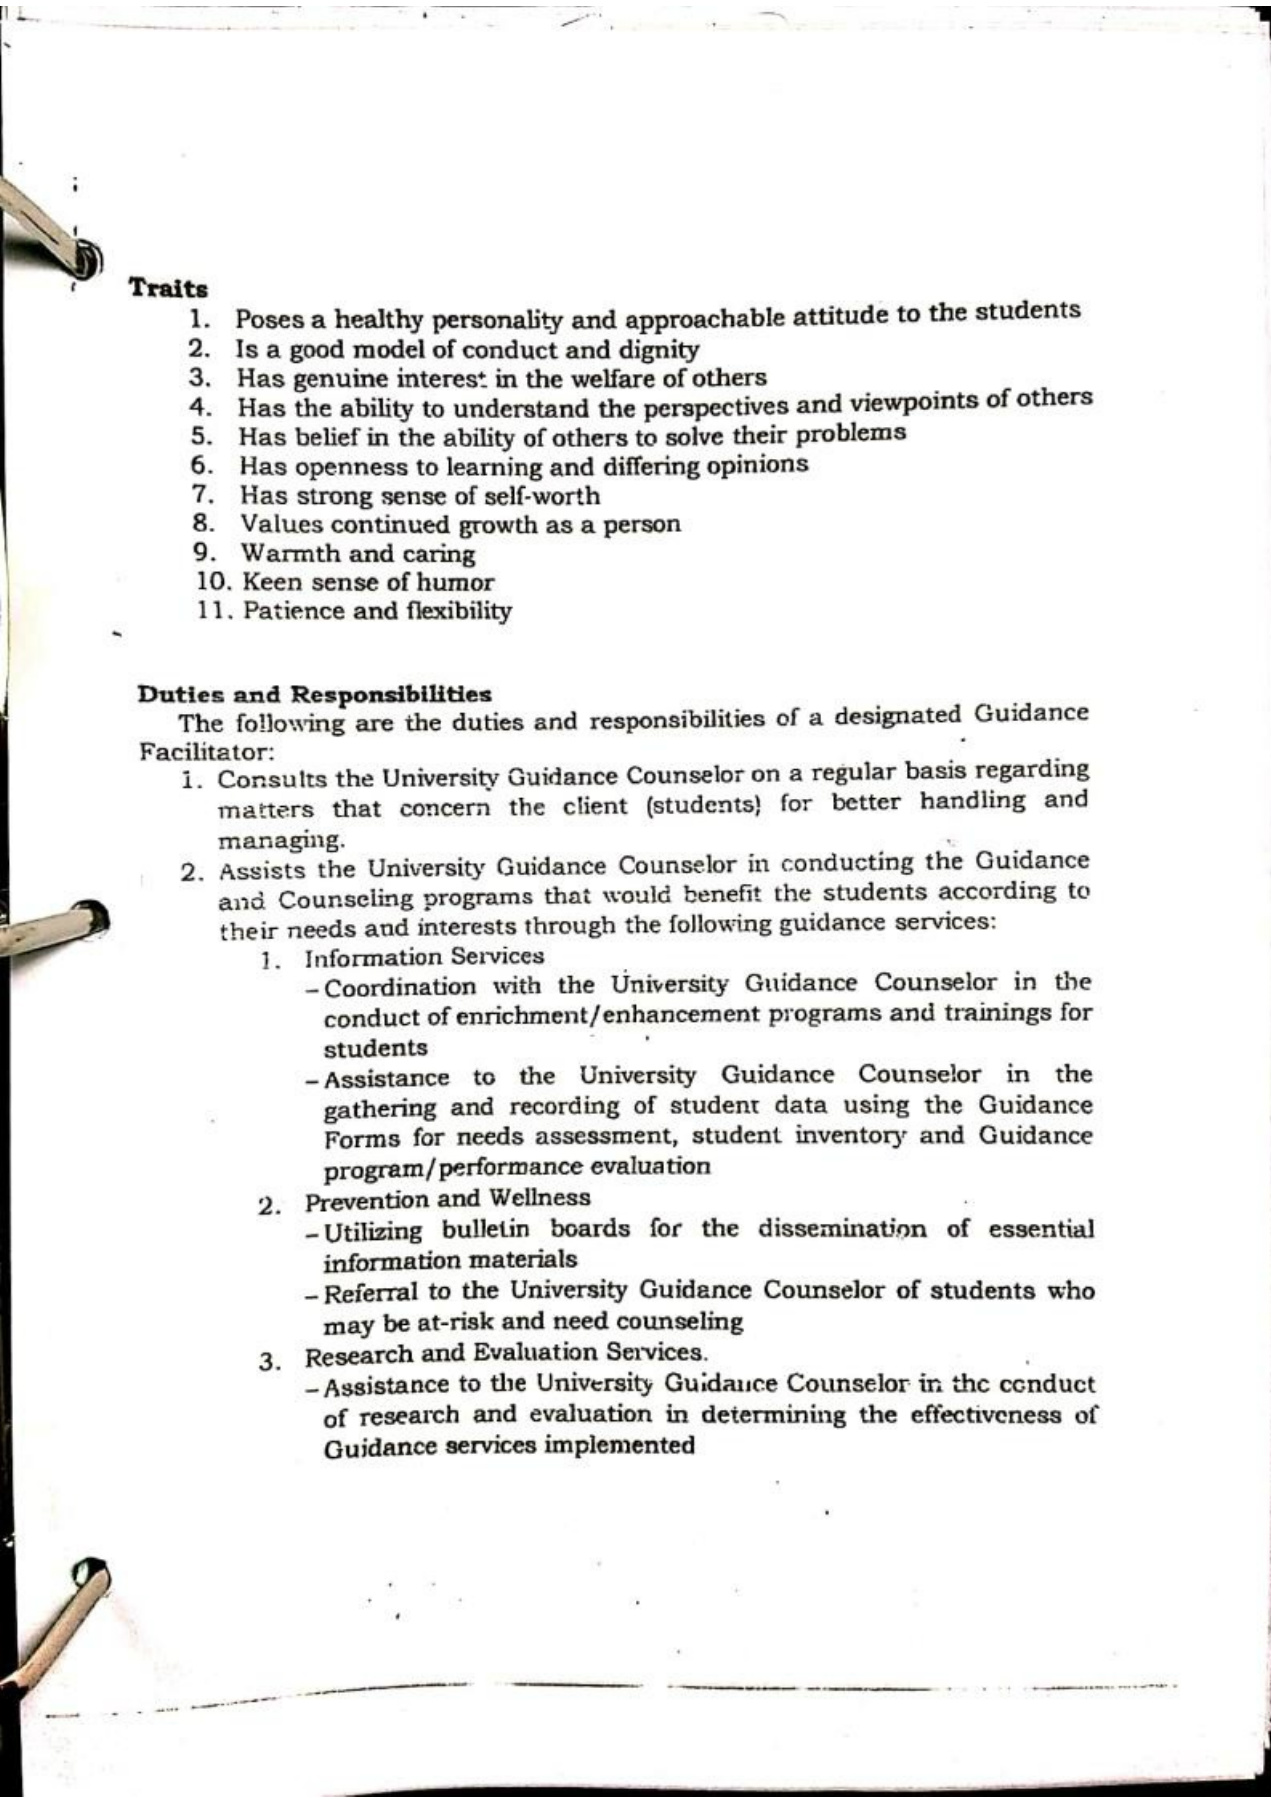 Traits
1. Poses a healthy personality and approachable attitude to the students
2. Is a good model of conduct and dignity
3. Has genuine interest in the welfare of others
4. Has the ability to understand the perspectives and viewpoints of others
5. Has belief in the ability of others to solve their problems
6. Has openness to learning and differing opinions
7. Has strong sense of self-worth
8. Values continued growth as a person
9. Warmth and caring
10. Keen sense of humor
11. Patience and flexibility
Duties and Responsibilities
The following are the duties and responsibilities of a designated Guidance
Facilitator:
1. Consults the University Guidance Counselor on a regular basis regarding
matters that concern the client (students) for better handling and
managing.
2. Assists the University Guidance Counselor in conducting the Guidance
and Counseling programs that would benefit the students according to
their needs and interests through the following guidance services:
1. Information Services
– Coordination with the University Guidance Counselor in the
conduct of enrichment/enhancement programs and trainings for
students
– Assistance to the University Guidance Counselor in the
gathering and recording of student data using the Guidance
Forms for needs assessment, student inventory and Guidance
program/performance evaluation
2. Prevention and Wellness
– Utilizing bulletin boards for the dissemination of essential
information materials
– Referral to the University Guidance Counselor of students who
may be at-risk and need counseling
3. Research and Evaluation Services.
– Assistance to the University Guidance Counselor in the conduct
of research and evaluation in determining the effectiveness of
Guidance services implemented